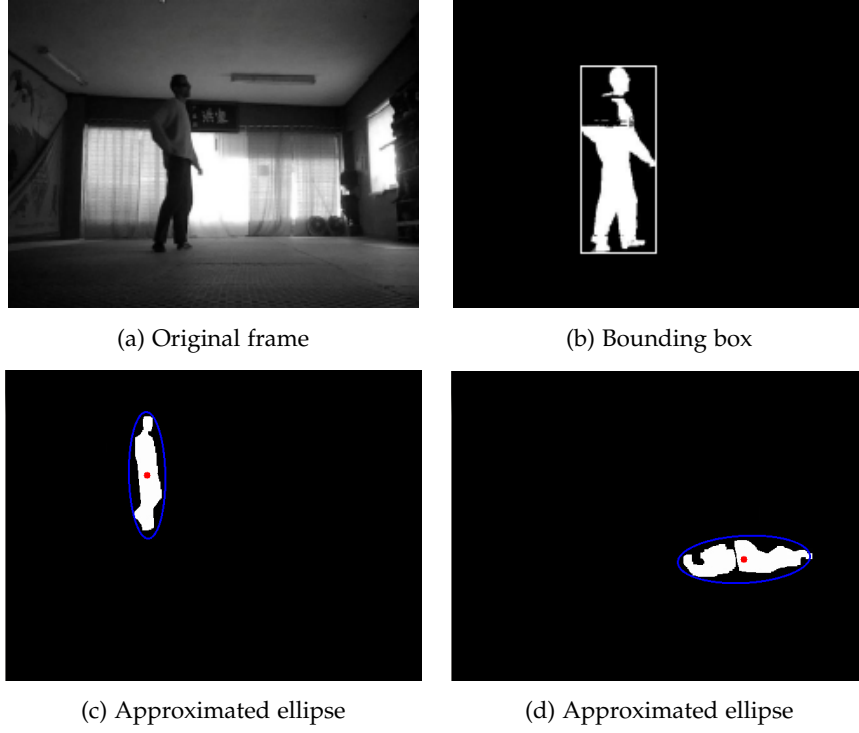 (a) Original frame
(b) Bounding box
(c) Approximated ellipse
(d) Approximated ellipse